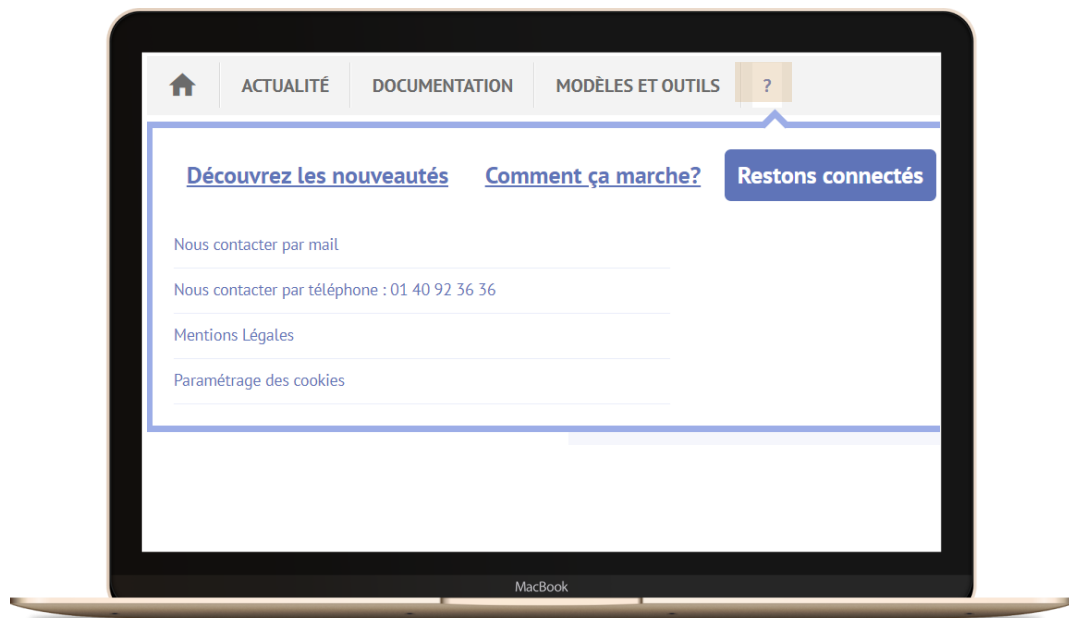 ACTUALITÉ DOCUMENTATION MODÈLES ET OUTILS ?
Découvrez les nouveautés Comment ça marche? Restons connectés
Nous contacter par mail
Nous contacter par téléphone : 01 40 92 36 36
Mentions Légales
Paramétrage des cookies
MacBook